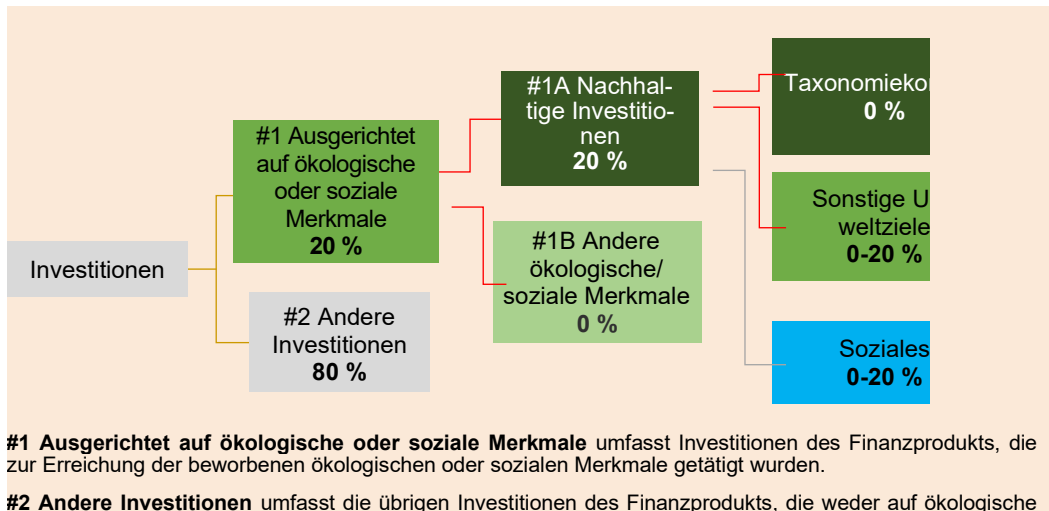 Investitionen
#1 Ausgerichtet
auf ökologische
oder soziale
Merkmale
20 %
#2 Andere
Investitionen
80 %
#1A Nachhal-
tige Investitio-
nen
20 %
#1B Andere
ökologische/
soziale Merkmale
0 %
Taxonomieko
0 %
Sonstige U
weltziele
0-20 %
Soziales
0-20 %
#1 Ausgerichtet auf ökologische oder soziale Merkmale umfasst Investitionen des Finanzprodukts, die
zur Erreichung der beworbenen ökologischen oder sozialen Merkmale getätigt wurden.
#2 Andere Investitionen umfasst die übrigen Investitionen des Finanzprodukts, die weder auf ökologische